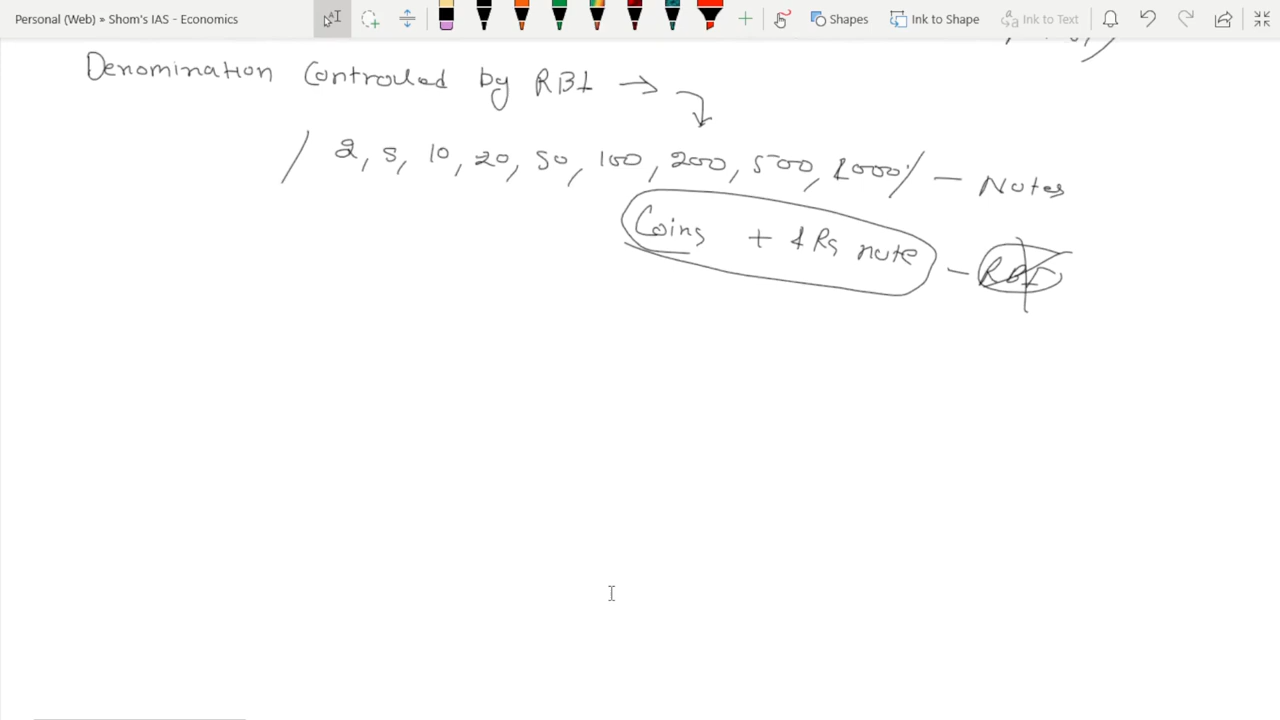 Personal (Web) » Shom's IAS - Economics
Shapes
Ink to Shape
Ink to Text
Denomination Controlled by RBI →
2, 5, 10, 20, 50, 100, 200, 500, 1000/ — Notes
Coins + 1 Rs note — RBI